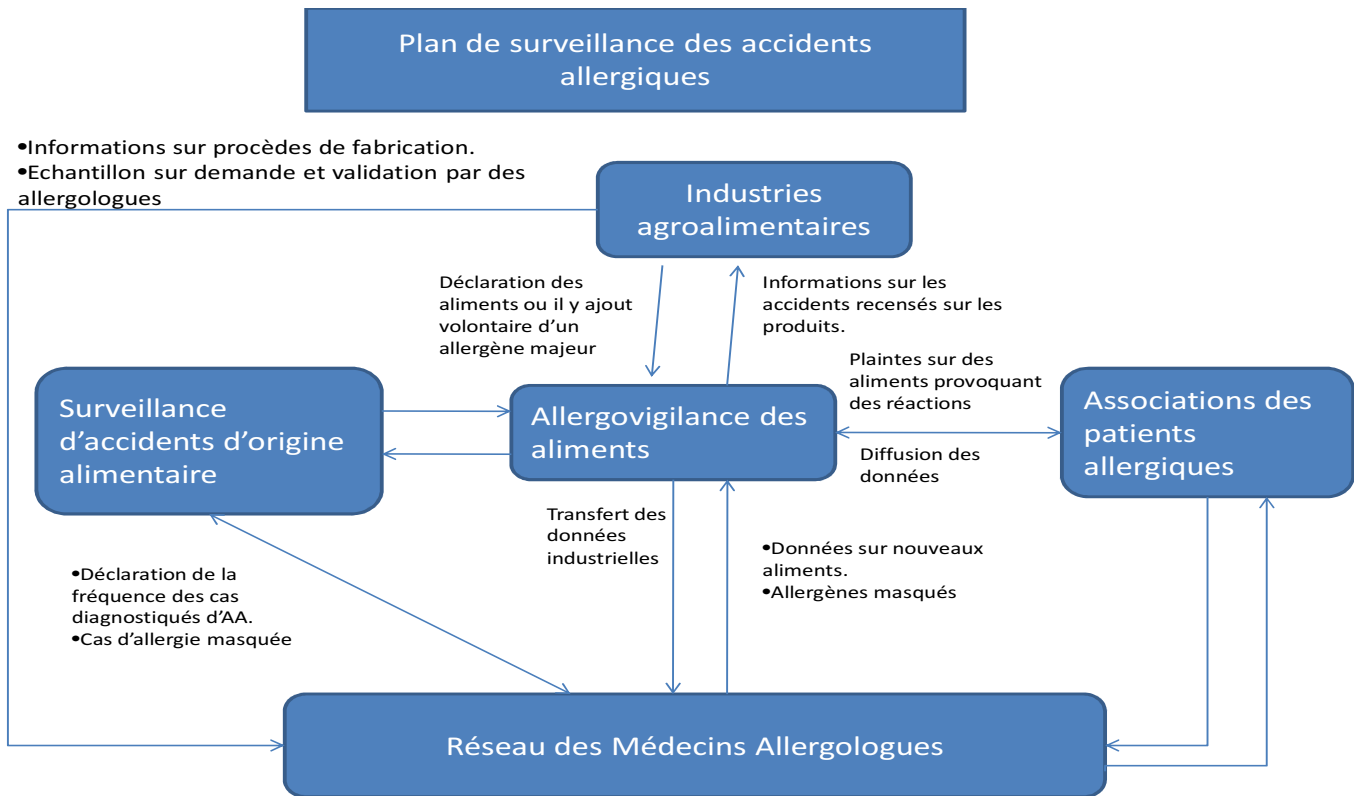 Plan de surveillance des accidents
allergiques
•Informations sur procèdes de fabrication.
•Echantillon sur demande et validation par des
allergologues
Industries
agroalimentaires
Déclaration des
aliments ou il y ajout
volontaire d’un
allergène majeur
Informations sur les
accidents recensés sur les
produits.
Plaintes sur des
aliments provoquant
des réactions
Surveillance
d’accidents d’origine
alimentaire
Allergovigilance des
aliments
Associations des
patients
allergiques
Diffusion des
données
Transfert des
données
industrielles
•Données sur nouveaux
aliments.
•Allergènes masqués
•Déclaration de la
fréquence des cas
diagnostiqués d’AA.
•Cas d’allergie masquée
Réseau des Médecins Allergologues